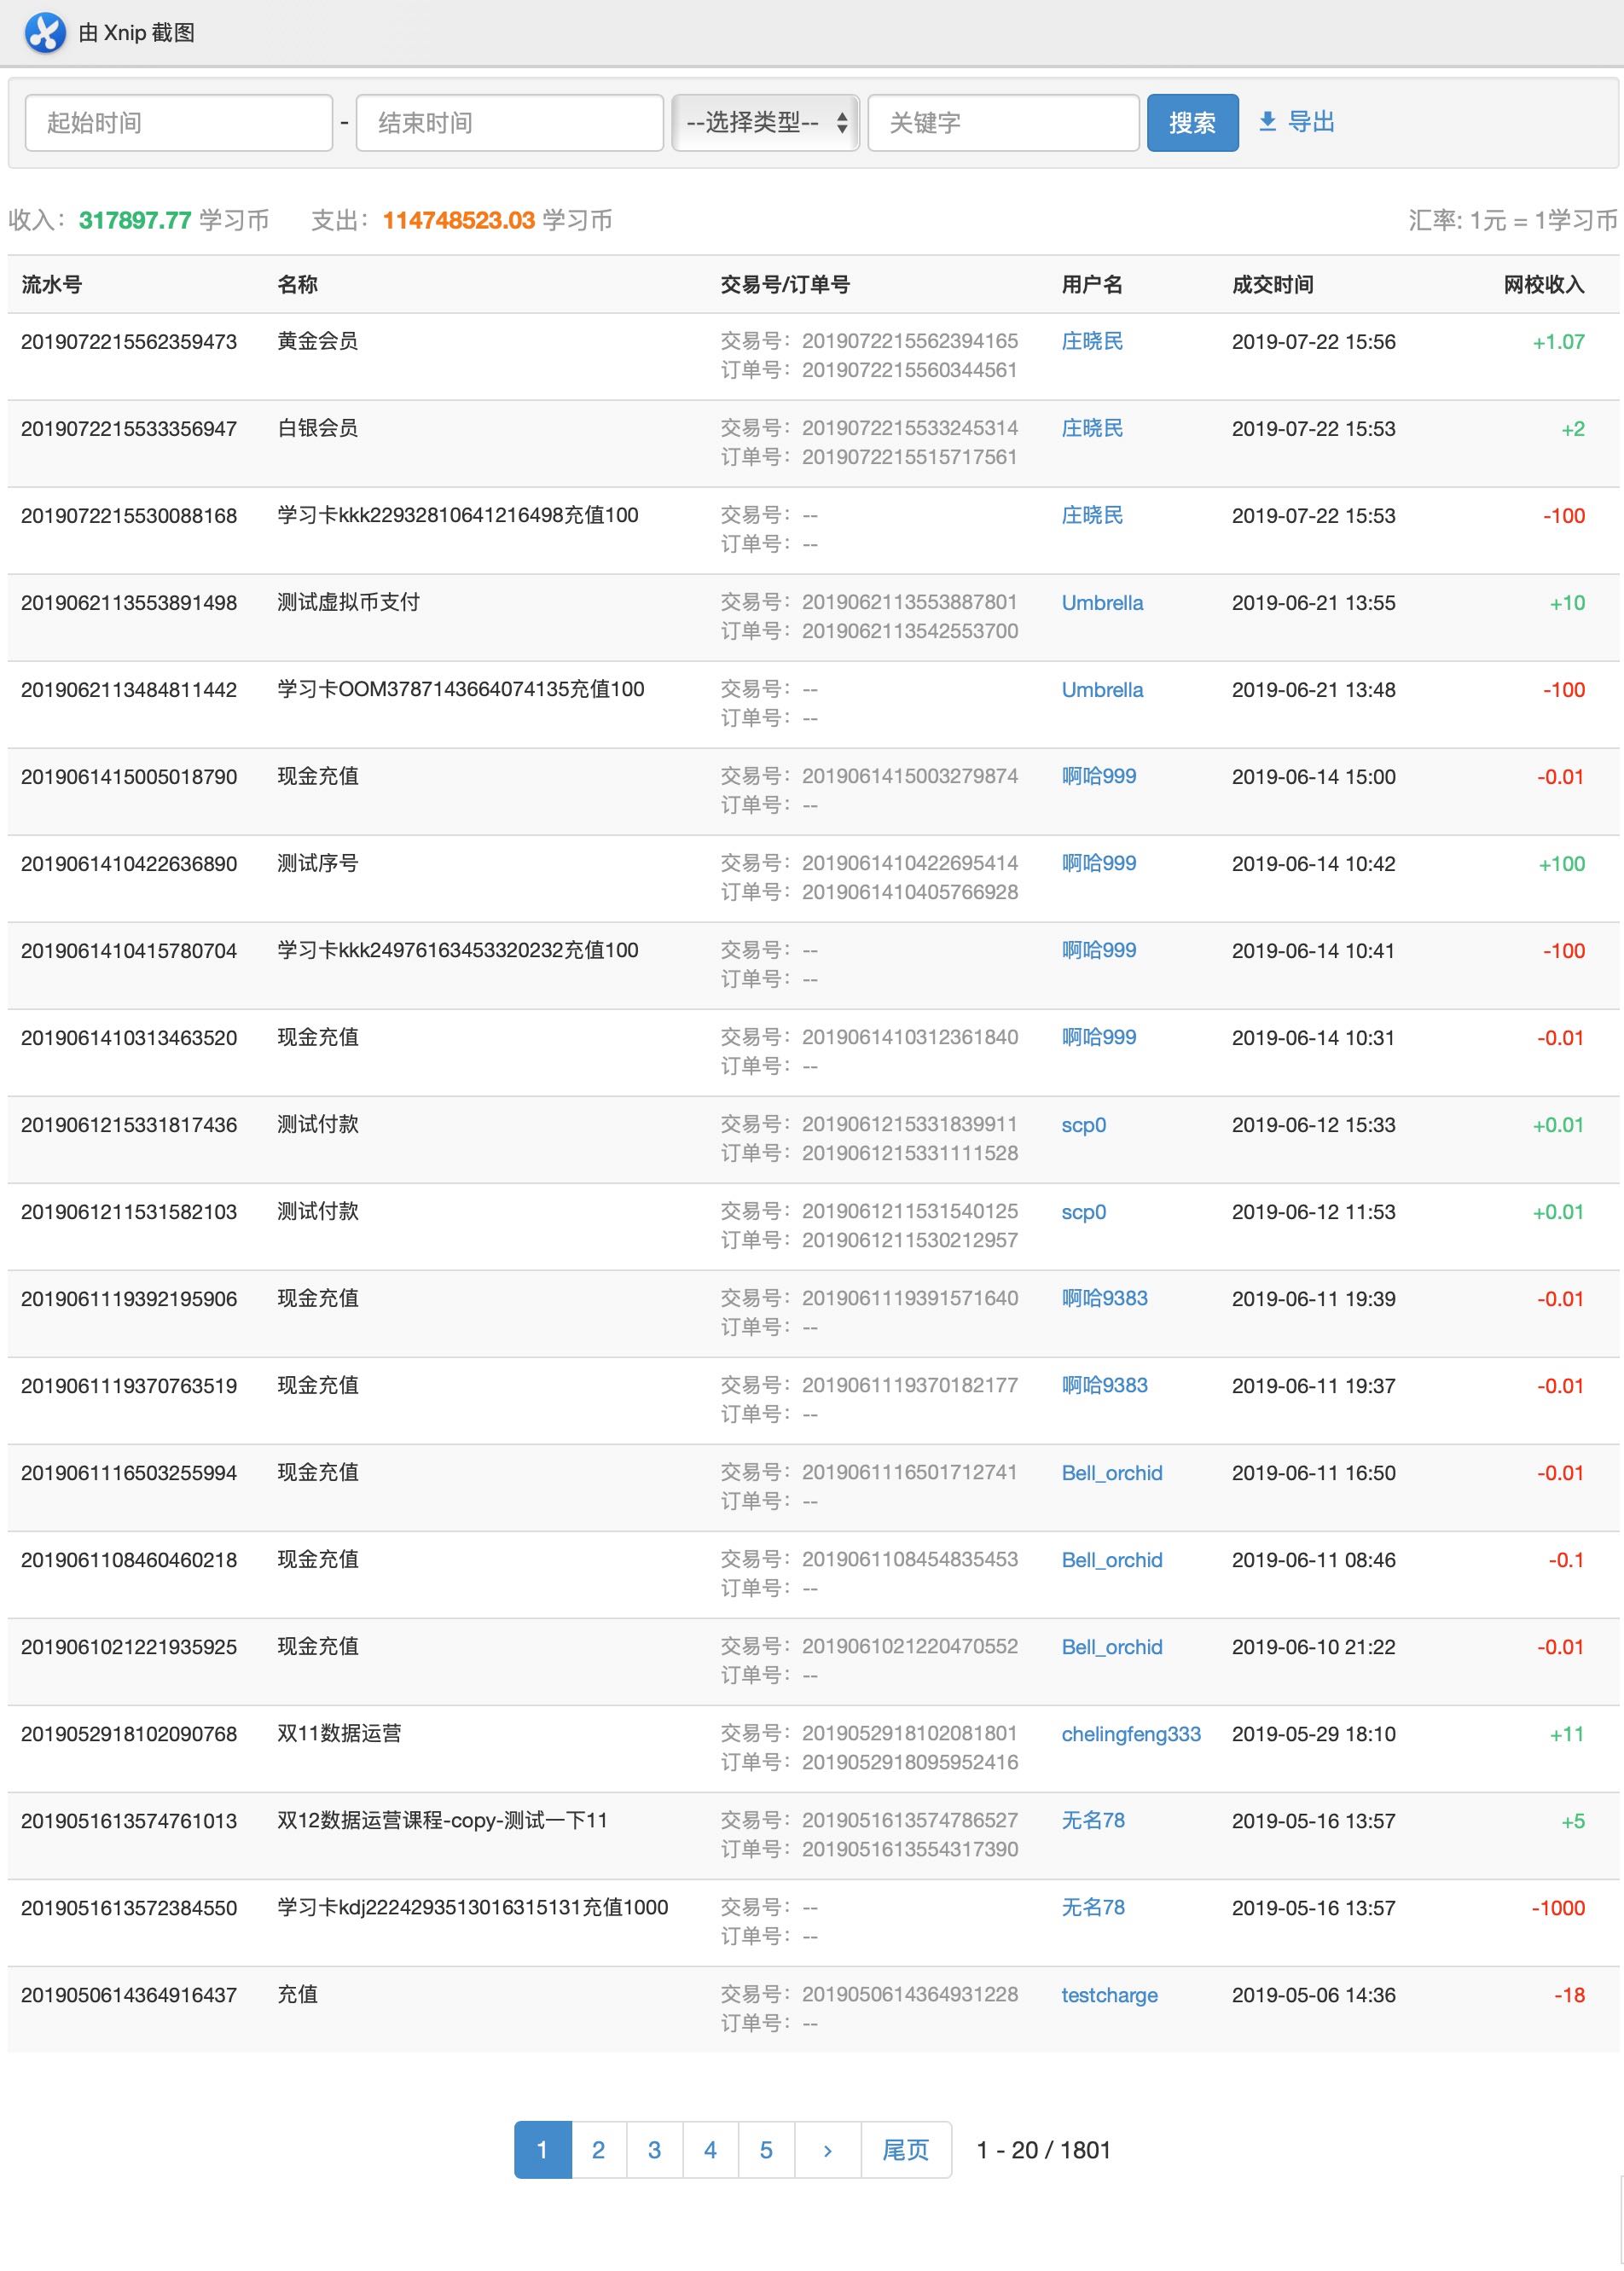 由 Xnip 截图
起始时间 - 结束时间 --选择类型-- 关键字 搜索 导出
收入：317897.77 学习币 支出：114748523.03 学习币 汇率: 1元 = 1学习币
流水号 名称 交易号/订单号 用户名 成交时间 网校收入
2019072215562359473 黄金会员 交易号：2019072215562394165 庄晓民 2019-07-22 15:56 +1.07
订单号：2019072215560344561
2019072215533356947 白银会员 交易号：2019072215533245314 庄晓民 2019-07-22 15:53 +2
订单号：2019072215515717561
2019072215530088168 学习卡kkk22932810641216498充值100 交易号：-- 庄晓民 2019-07-22 15:53 -100
订单号：--
2019062113553891498 测试虚拟币支付 交易号：2019062113553887801 Umbrella 2019-06-21 13:55 +10
订单号：2019062113542553700
2019062113484811442 学习卡OOM3787143664074135充值100 交易号：-- Umbrella 2019-06-21 13:48 -100
订单号：--
2019061415005018790 现金充值 交易号：2019061415003279874 啊哈999 2019-06-14 15:00 -0.01
订单号：--
2019061410422636890 测试序号 交易号：2019061410422695414 啊哈999 2019-06-14 10:42 +100
订单号：2019061410405766928
2019061410415780704 学习卡kkk24976163453320232充值100 交易号：-- 啊哈999 2019-06-14 10:41 -100
订单号：--
2019061410313463520 现金充值 交易号：2019061410312361840 啊哈999 2019-06-14 10:31 -0.01
订单号：--
2019061215331817436 测试付款 交易号：2019061215331839911 scp0 2019-06-12 15:33 +0.01
订单号：2019061215331111528
2019061211531582103 测试付款 交易号：2019061211531540125 scp0 2019-06-12 11:53 +0.01
订单号：2019061211530212957
2019061119392195906 现金充值 交易号：2019061119391571640 啊哈9383 2019-06-11 19:39 -0.01
订单号：--
2019061119370763519 现金充值 交易号：2019061119370182177 啊哈9383 2019-06-11 19:37 -0.01
订单号：--
2019061116503255994 现金充值 交易号：2019061116501712741 Bell_orchid 2019-06-11 16:50 -0.01
订单号：--
2019061108460460218 现金充值 交易号：2019061108454835453 Bell_orchid 2019-06-11 08:46 -0.1
订单号：--
2019061021221935925 现金充值 交易号：2019061021220470552 Bell_orchid 2019-06-10 21:22 -0.01
订单号：--
2019052918102090768 双11数据运营 交易号：2019052918102081801 chelingfeng333 2019-05-29 18:10 +11
订单号：2019052918095952416
2019051613574761013 双12数据运营课程-copy-测试一下11 交易号：2019051613574786527 无名78 2019-05-16 13:57 +5
订单号：2019051613554317390
2019051613572384550 学习卡kdj2224293513016315131充值1000 交易号：-- 无名78 2019-05-16 13:57 -1000
订单号：--
2019050614364916437 充值 交易号：2019050614364931228 testcharge 2019-05-06 14:36 -18
订单号：--
1 2 3 4 5 › 尾页 1 - 20 / 1801